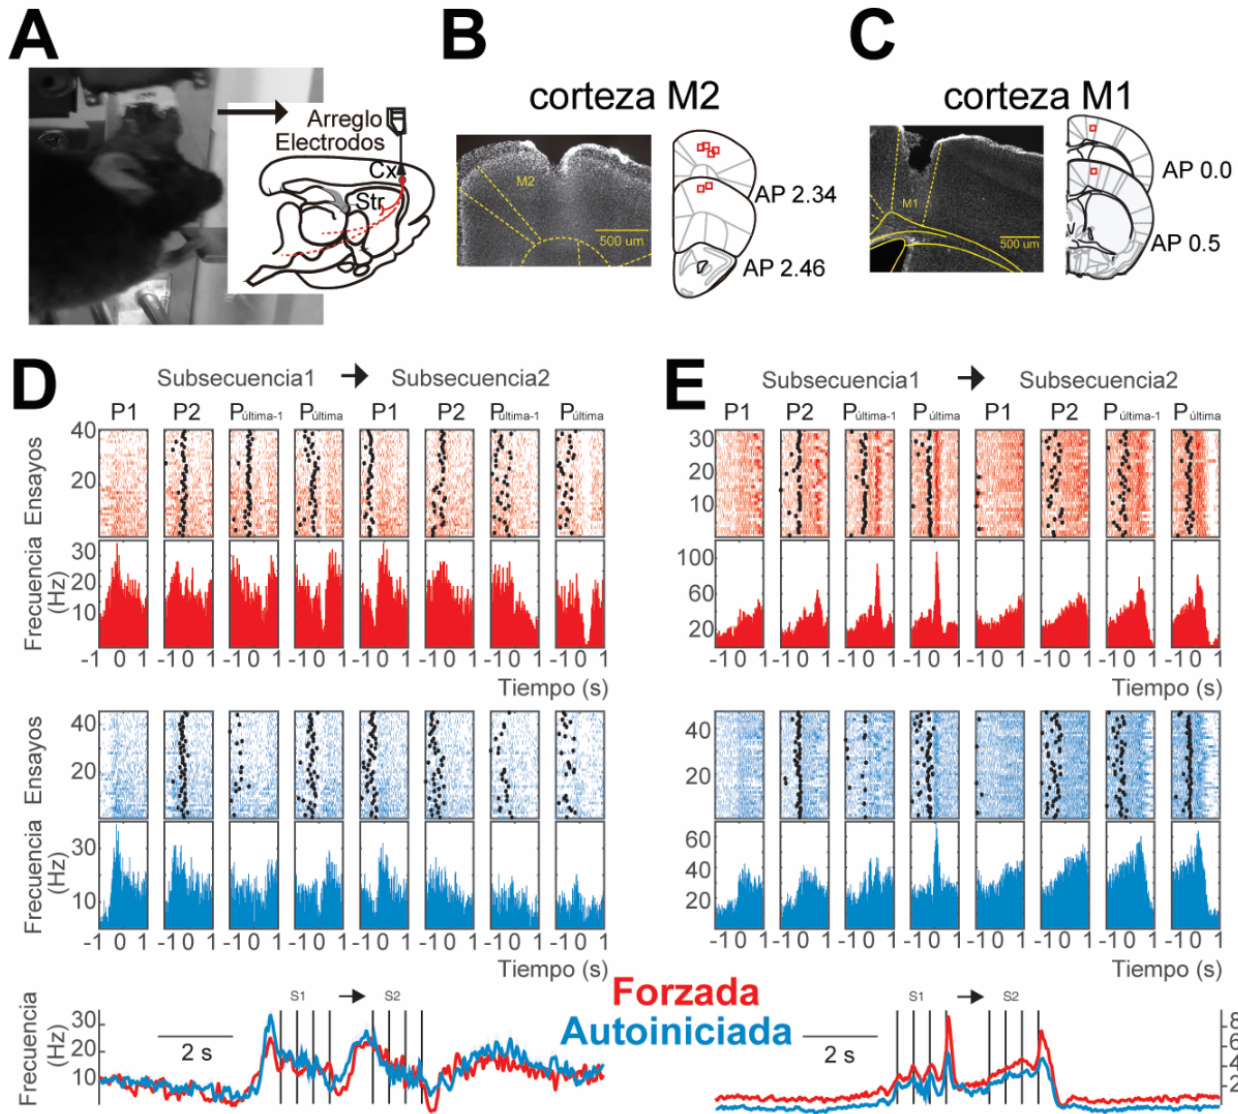 A
B
C
corteza M2
corteza M1
Arreglo
Electrodos
Cx
Str
M2
500 um
AP 2.34
AP 2.46
M1
500 um
AP 0.0
AP 0.5
D
Subsecuencia1 → Subsecuencia2
P1 P2 Púltima-1 Púltima P1 P2 Púltima-1 Púltima
Ensayos
40
20
Frecuencia
(Hz)
30
20
10
-1 0 1 -1 0 1 -1 0 1 -1 0 1 -1 0 1 -1 0 1 -1 0 1 -1 0 1
Tiempo (s)
Ensayos
40
20
Frecuencia
(Hz)
30
10
-1 0 1 -1 0 1 -1 0 1 -1 0 1 -1 0 1 -1 0 1 -1 0 1 -1 0 1
Tiempo (s)
E
Subsecuencia1 → Subsecuencia2
P1 P2 Púltima-1 Púltima P1 P2 Púltima-1 Púltima
30
20
10
100
60
20
-1 0 1 -1 0 1 -1 0 1 -1 0 1 -1 0 1 -1 0 1 -1 0 1 -1 0 1
Tiempo (s)
40
20
60
40
20
-1 0 1 -1 0 1 -1 0 1 -1 0 1 -1 0 1 -1 0 1 -1 0 1 -1 0 1
Tiempo (s)
Forzada
Autoiniciada
Frecuencia
(Hz)
30
20
10
2 s
S1 → S2
2 s
S1 → S2
8
6
4
2